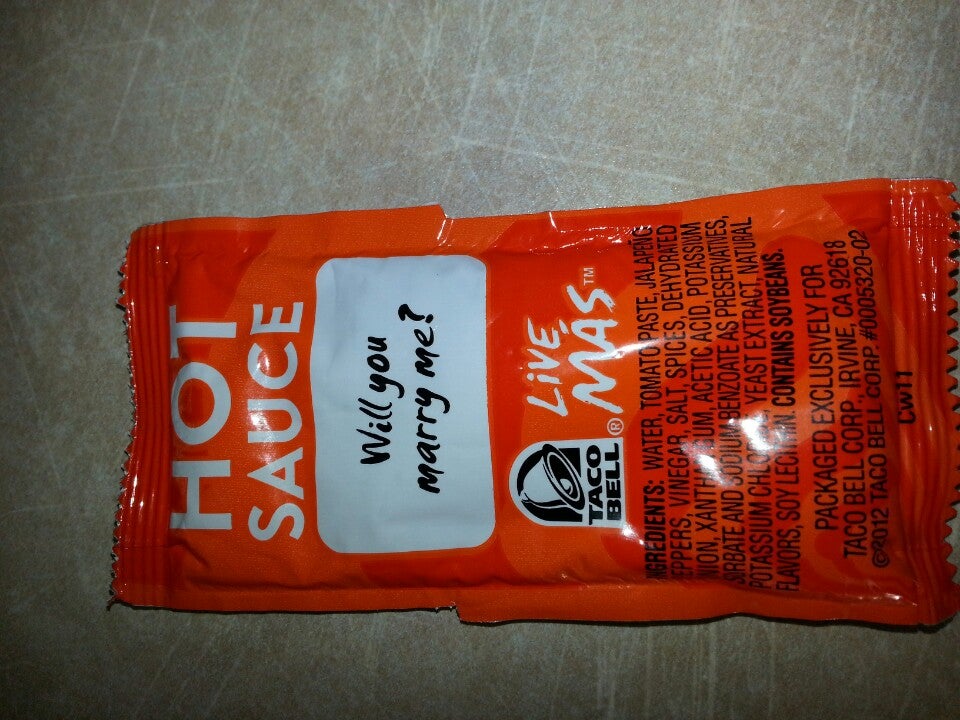 HOT
SAUCE
Will you
marry me?
LIVE
MÁS™
TACO
BELL®
INGREDIENTS: WATER, TOMATO PASTE, JALAPENO
PEPPERS, VINEGAR, SALT, SPICES, DEHYDRATED
ONION, XANTHAN GUM, ACETIC ACID, POTASSIUM
SORBATE AND SODIUM BENZOATE AS PRESERVATIVES,
POTASSIUM CHLORIDE, YEAST EXTRACT, NATURAL
FLAVORS, SOY LECITHIN. CONTAINS SOYBEANS.
PACKAGED EXCLUSIVELY FOR
TACO BELL CORP., IRVINE, CA 92618
©2012 TACO BELL CORP. #0005320-02
LW11